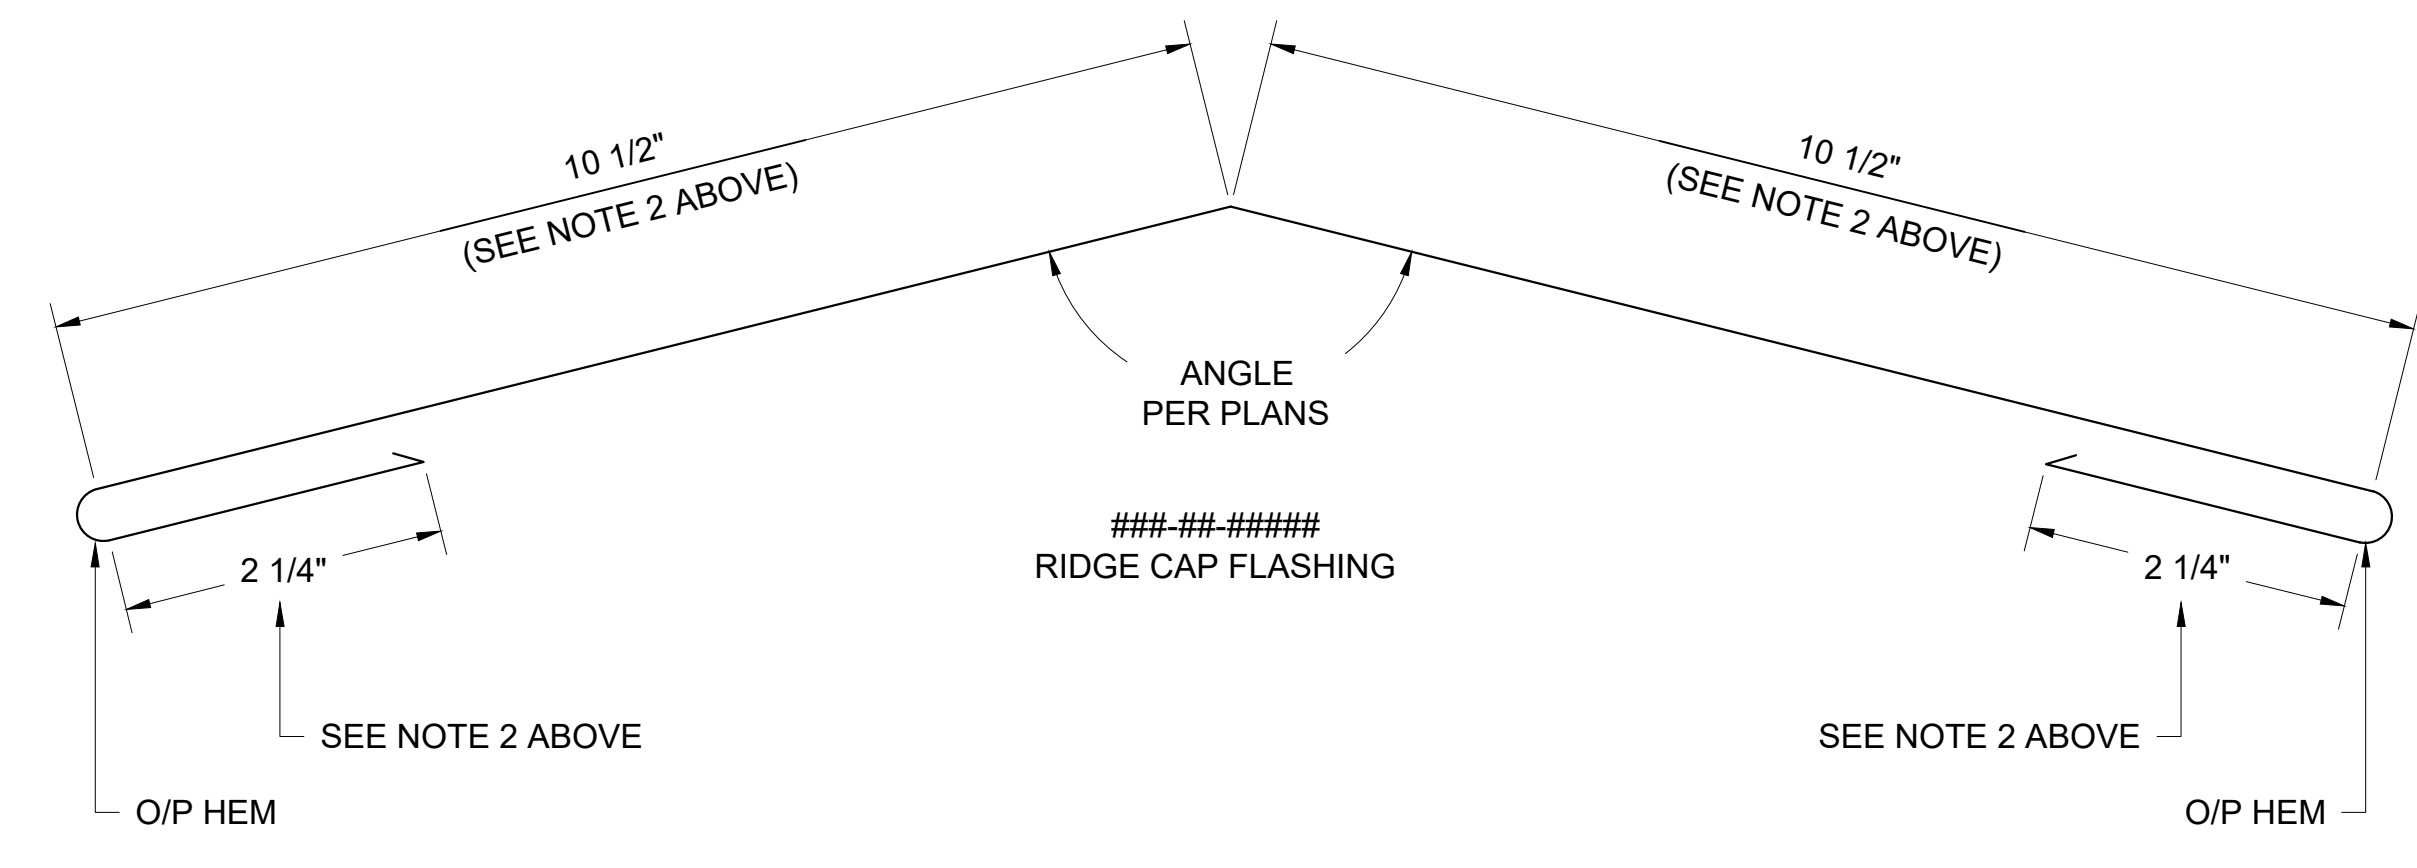 10 1/2"
(SEE NOTE 2 ABOVE)
10 1/2"
(SEE NOTE 2 ABOVE)
ANGLE
PER PLANS
###-##-#####
RIDGE CAP FLASHING
2 1/4"
2 1/4"
SEE NOTE 2 ABOVE
SEE NOTE 2 ABOVE
O/P HEM
O/P HEM